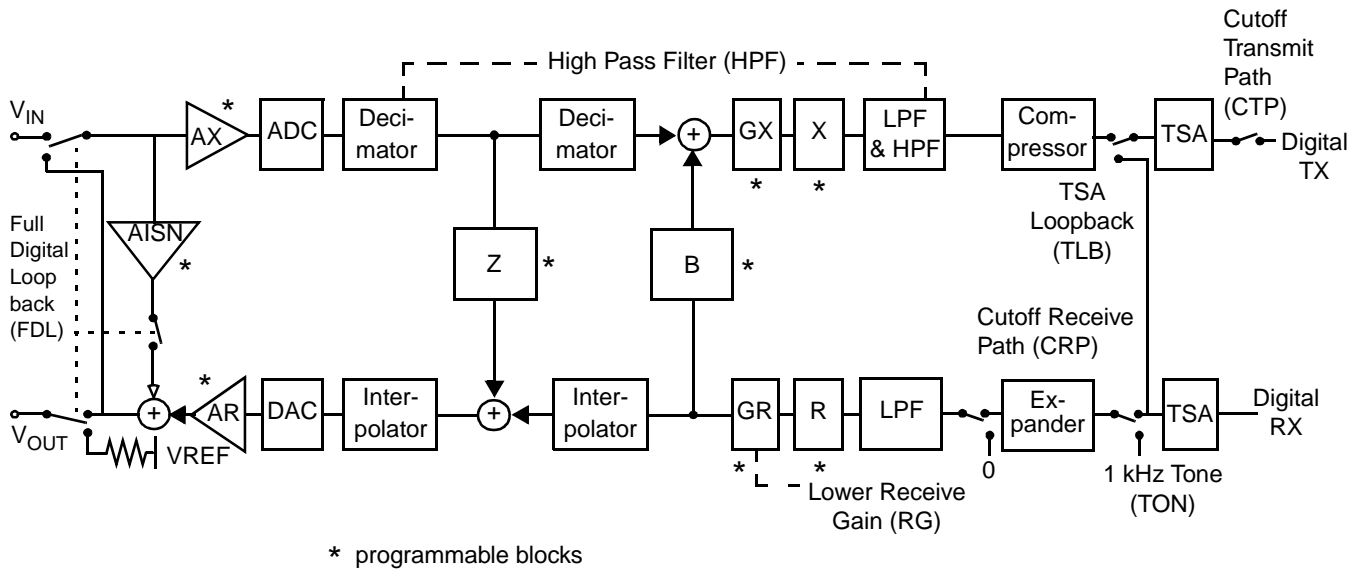 Cutoff
Transmit
Path
(CTP)
High Pass Filter (HPF)
VIN
*
AX
ADC
Deci-
mator
Deci-
mator
+
GX
*
X
*
LPF
& HPF
Com-
pressor
TSA
Digital
TX
TSA
Loopback
(TLB)
Full
Digital
Loop
back
(FDL)
AISN
*
Z
*
B
*
Cutoff Receive
Path (CRP)
VOUT
+
*
AR
DAC
Inter-
polator
+
Inter-
polator
GR
*
R
*
LPF
Ex-
pander
TSA
Digital
RX
VREF
0
1 kHz Tone
(TON)
Lower Receive
Gain (RG)
* programmable blocks